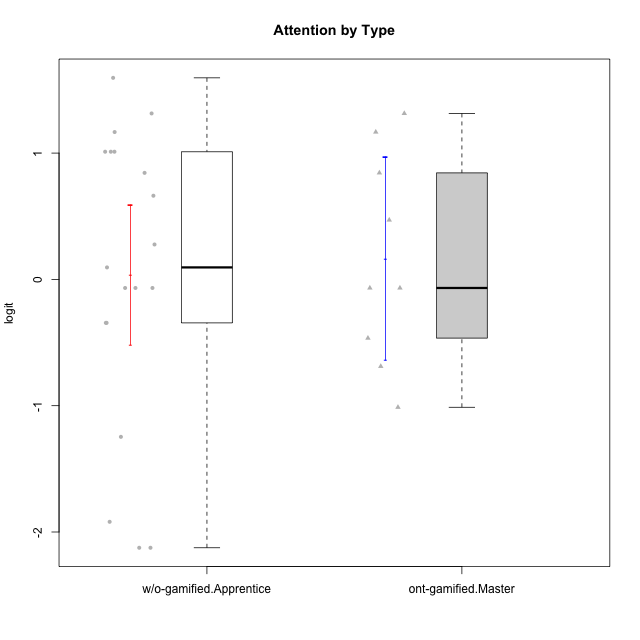 Attention by Type
logit
1
0
-1
-2
w/o-gamified.Apprentice
ont-gamified.Master